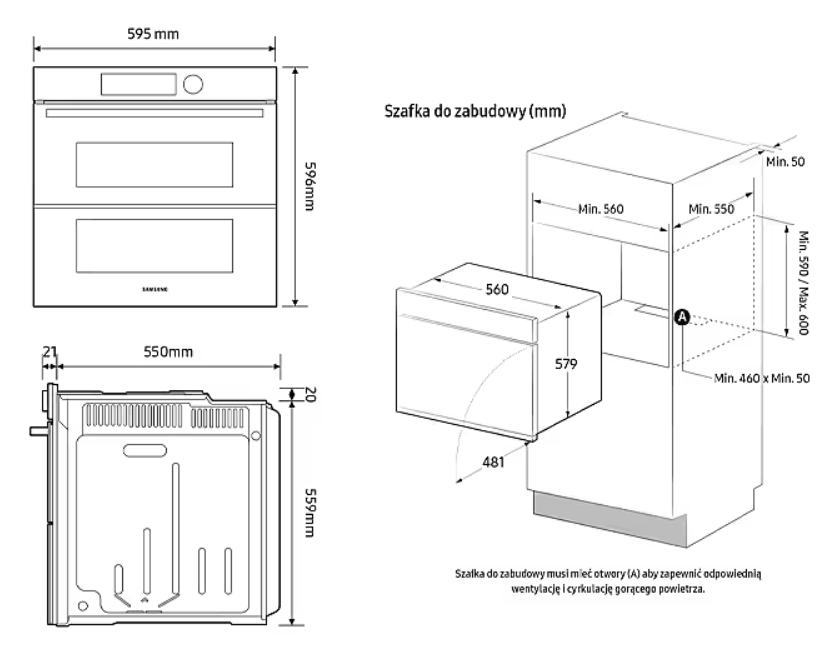 595 mm
596mm
SAMSUNG
21
550mm
20
559mm
Szafka do zabudowy (mm)
Min. 50
Min. 560
Min. 550
Min. 590 / Max. 600
560
A
579
Min. 460 x Min. 50
481
Szafka do zabudowy musi mieć otwory (A) aby zapewnić odpowiednią
wentylację i cyrkulację gorącego powietrza.